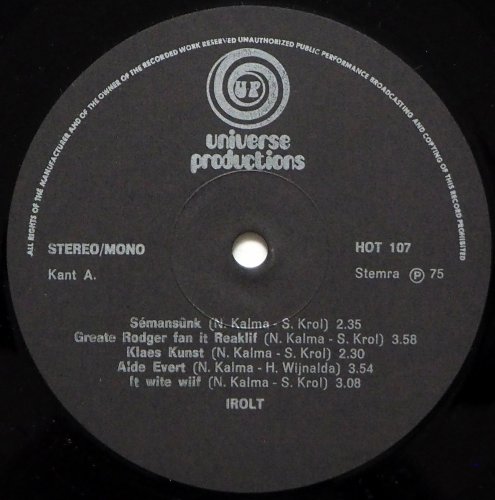 ALL RIGHTS OF THE MANUFACTURER AND OF THE OWNER OF THE RECORDED WORK RESERVED UNAUTHORIZED PUBLIC PERFORMANCE BROADCASTING AND COPYING OF THIS RECORD PROHIBITED
UP
universe
productions
STEREO/MONO
HOT 107
Kant A.
Stemra Ⓟ 75
Sémansünk (N. Kalma - S. Krol) 2.35
Greate Rodger fan it Reaklif (N. Kalma - S. Krol) 3.58
Klaes Kunst (N. Kalma - S. Krol) 2.30
Alde Evert (N. Kalma - H. Wijnalda) 3.54
It wite wiif (N. Kalma - S. Krol) 3.08
IROLT